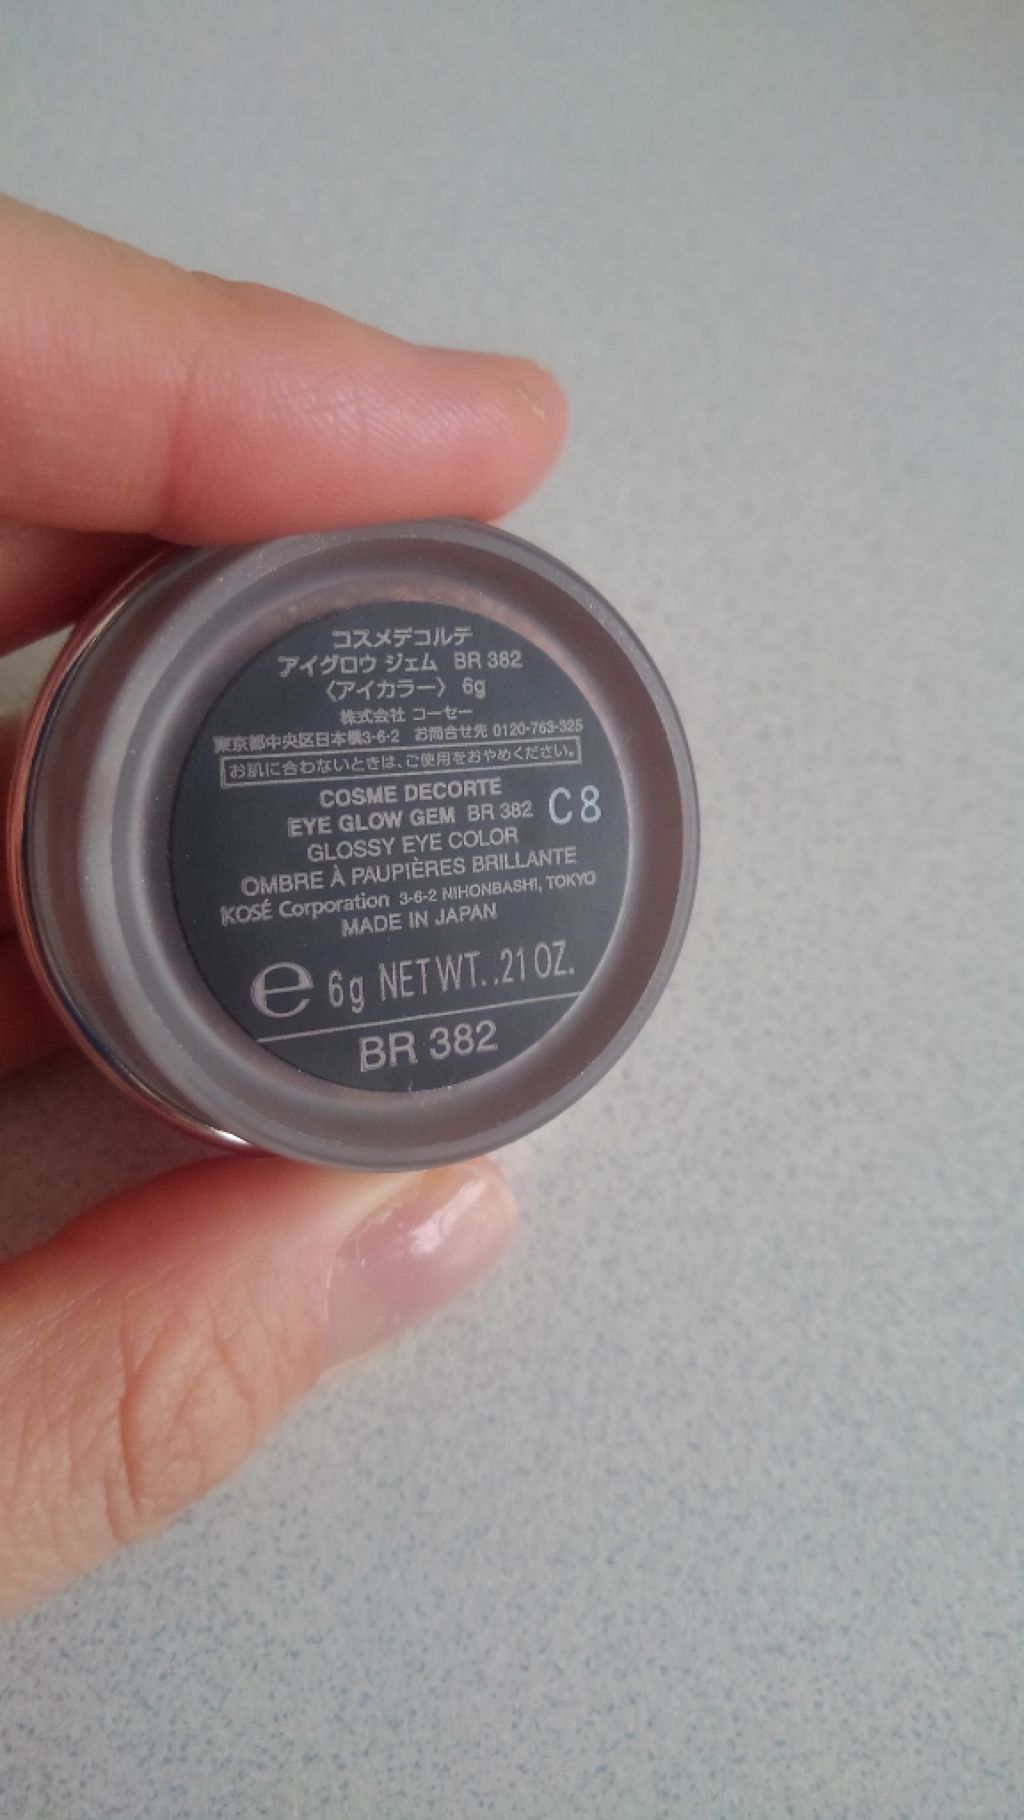 コスメデコルテ
アイグロウ ジェム BR 382
〈アイカラー〉 6g
株式会社 コーセー
東京都中央区日本橋3-6-2 お問合せ先 0120-763-325
お肌に合わないときは、ご使用をおやめください。
COSME DECORTE
EYE GLOW GEM BR 382 C8
GLOSSY EYE COLOR
OMBRE À PAUPIÈRES BRILLANTE
KOSÉ Corporation 3-6-2 NIHONBASHI, TOKYO
MADE IN JAPAN
e 6g NET WT. .21 OZ.
BR 382